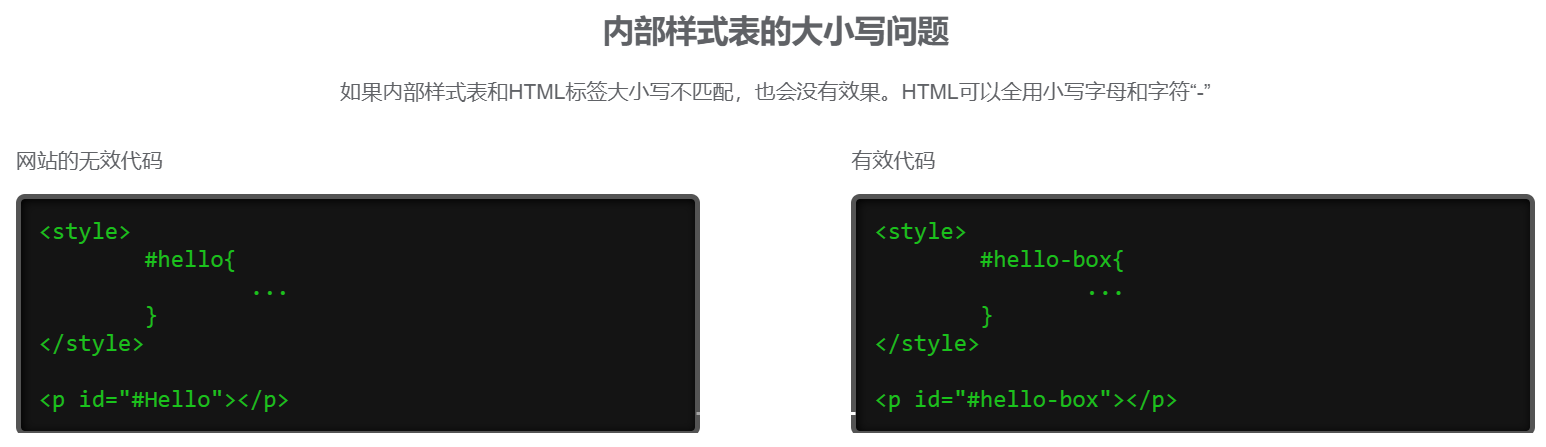 内部样式表的大小写问题
如果内部样式表和HTML标签大小写不匹配，也会没有效果。HTML可以全用小写字母和字符“-”
网站的无效代码
<style>
#hello{
...
}
</style>
<p id="#Hello"></p>
有效代码
<style>
#hello-box{
...
}
</style>
<p id="#hello-box"></p>